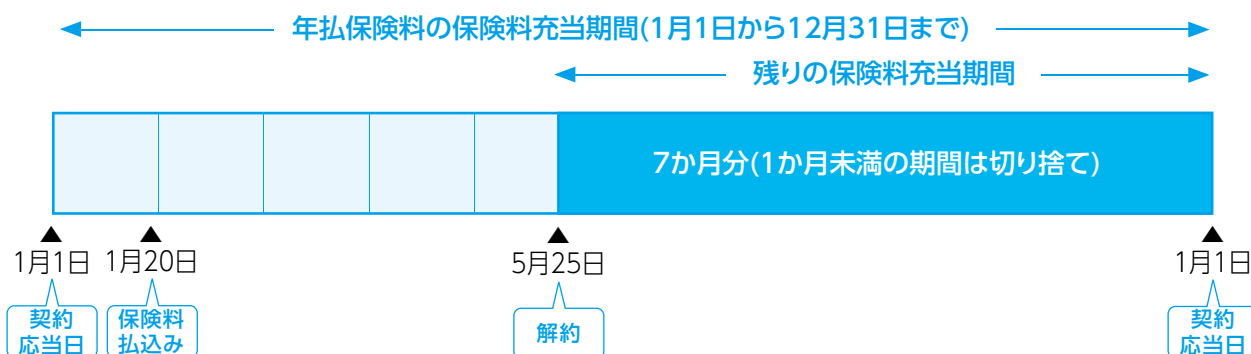 年払保険料の保険料充当期間(1月1日から12月31日まで)
残りの保険料充当期間
7か月分(1か月未満の期間は切り捨て)
▲ ▲ ▲ ▲
1月1日 1月20日 5月25日 1月1日
契約
応当日
保険料
払込み
解約
契約
応当日